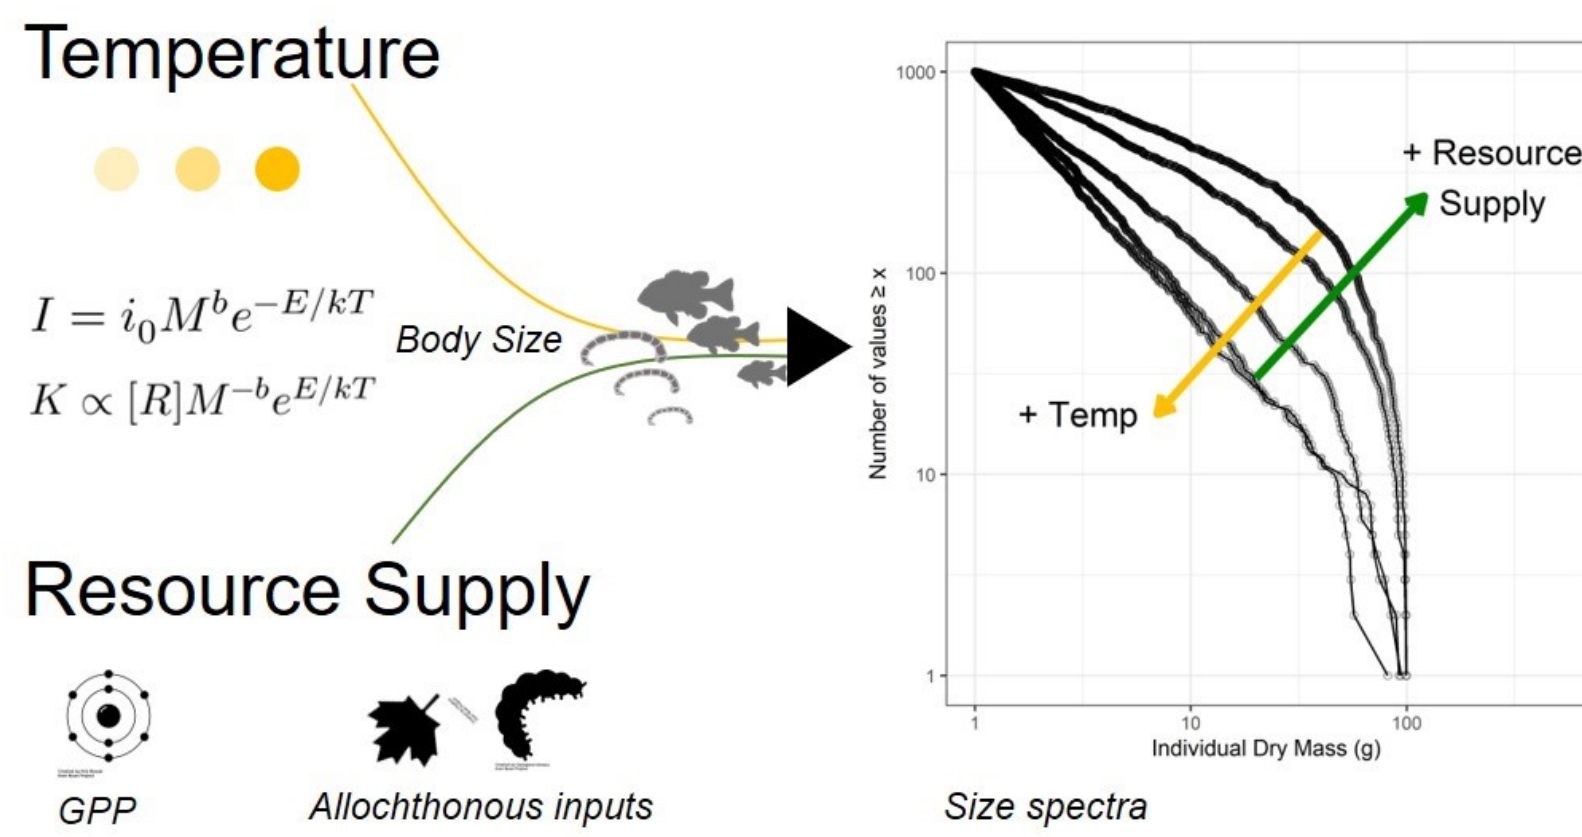 Temperature
I = i₀M^b e^{−E/kT}
K ∝ [R]M^{−b}e^{E/kT}
Body Size
Resource Supply
GPP
Allochthonous inputs
Number of values ≥ x
1000
100
10
1
+ Resource
Supply
+ Temp
1
10
100
Individual Dry Mass (g)
Size spectra